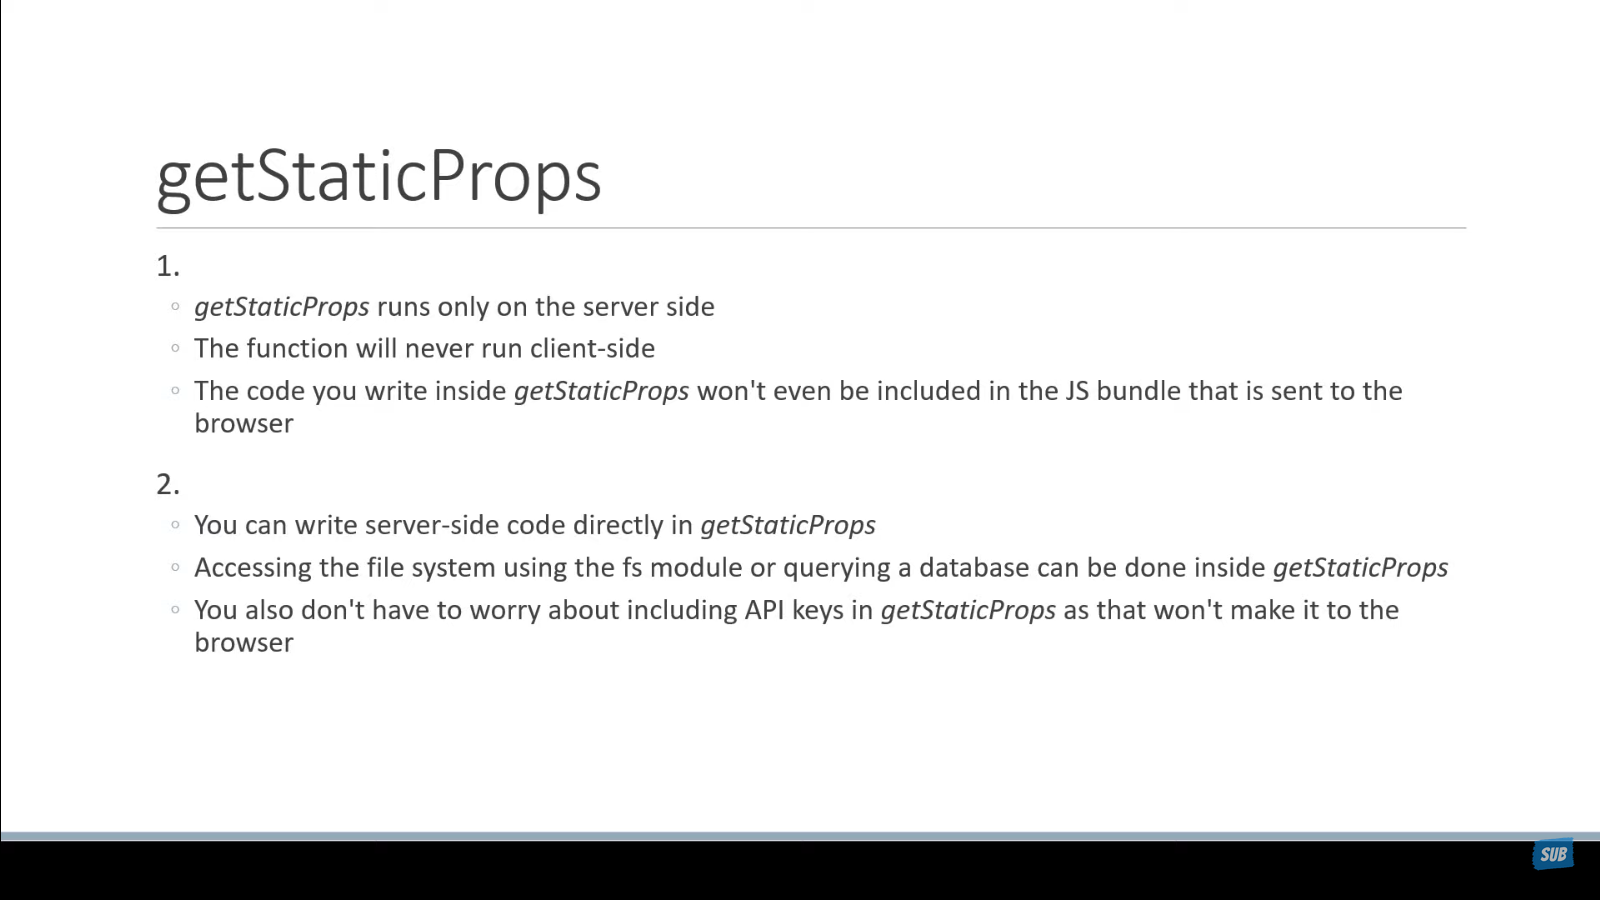 getStaticProps
1.
◦ getStaticProps runs only on the server side
◦ The function will never run client-side
◦ The code you write inside getStaticProps won't even be included in the JS bundle that is sent to the
browser
2.
◦ You can write server-side code directly in getStaticProps
◦ Accessing the file system using the fs module or querying a database can be done inside getStaticProps
◦ You also don't have to worry about including API keys in getStaticProps as that won't make it to the
browser
SUB